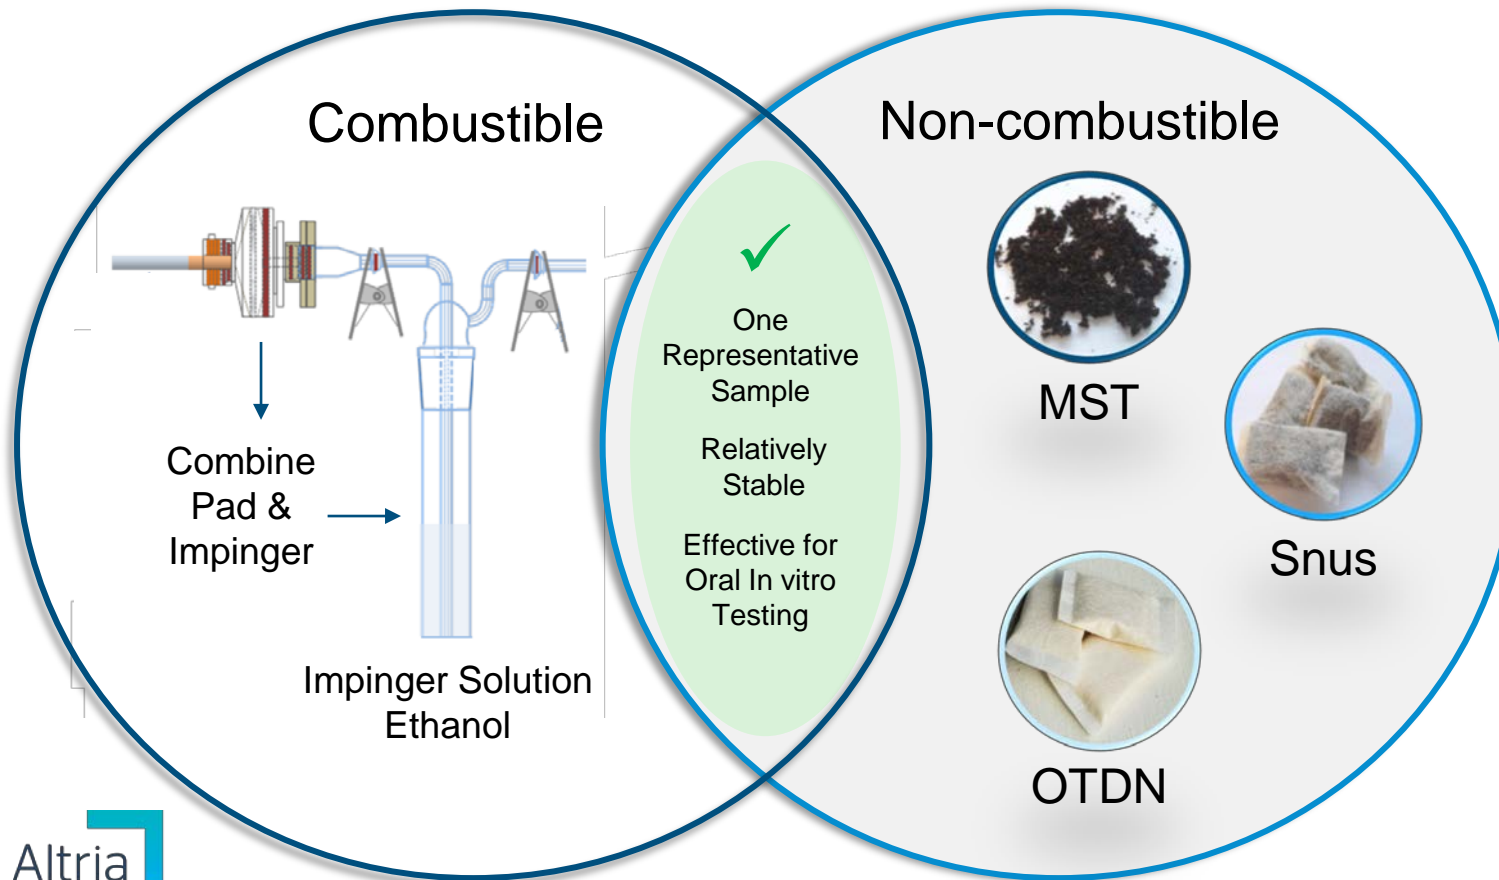 Combustible
Non-combustible
Combine
Pad &
Impinger
Impinger Solution
Ethanol
One
Representative
Sample
Relatively
Stable
Effective for
Oral In vitro
Testing
MST
Snus
OTDN
Altria